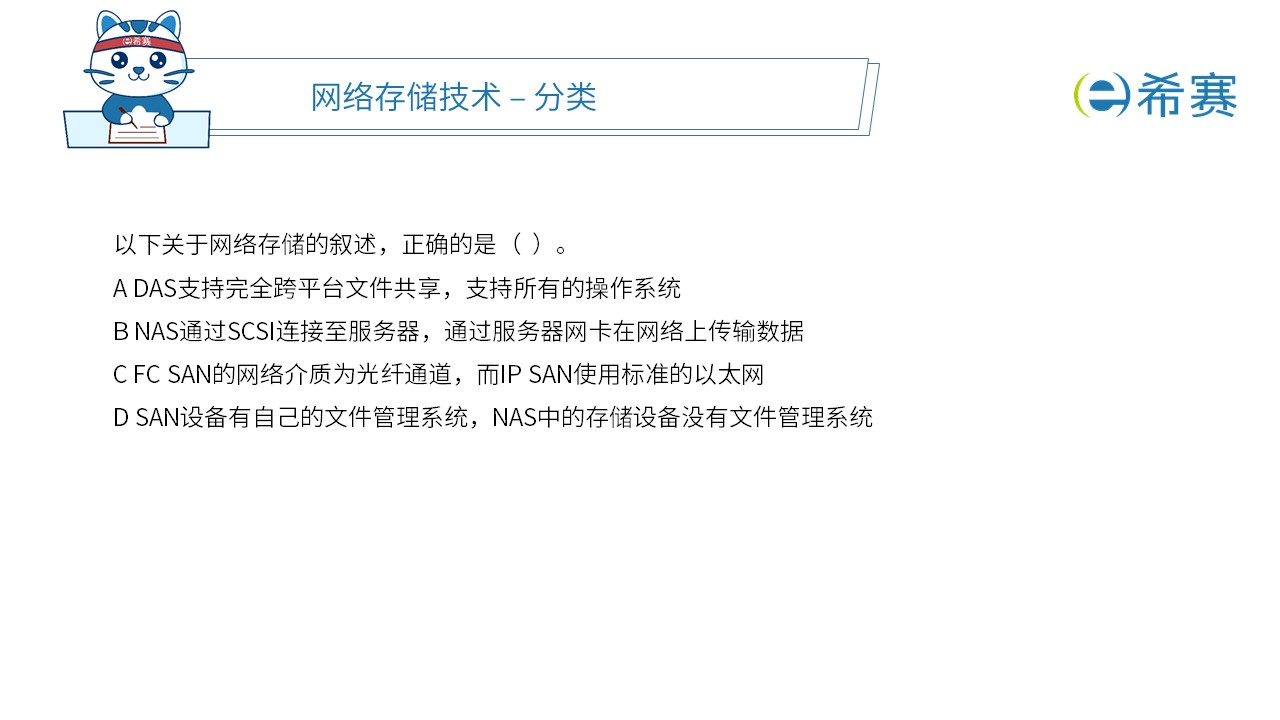 e希赛
网络存储技术 – 分类
e希赛
以下关于网络存储的叙述，正确的是（ ）。
A DAS支持完全跨平台文件共享，支持所有的操作系统
B NAS通过SCSI连接至服务器，通过服务器网卡在网络上传输数据
C FC SAN的网络介质为光纤通道，而IP SAN使用标准的以太网
D SAN设备有自己的文件管理系统，NAS中的存储设备没有文件管理系统